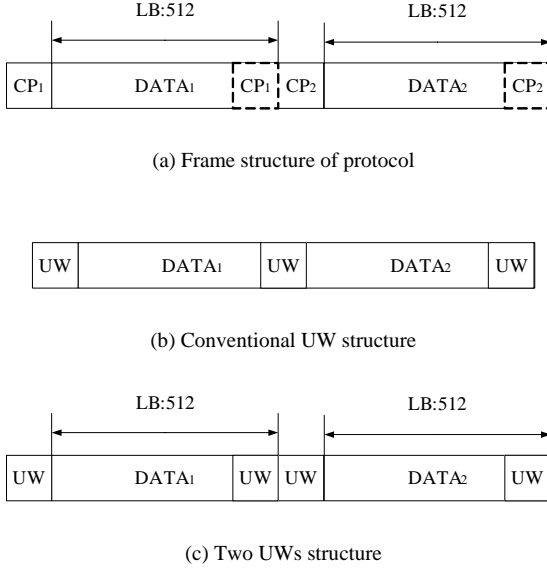 LB:512 LB:512
CP1 DATA1 CP1 CP2 DATA2 CP2
(a) Frame structure of protocol
UW DATA1 UW DATA2 UW
(b) Conventional UW structure
LB:512 LB:512
UW DATA1 UW UW DATA2 UW
(c) Two UWs structure